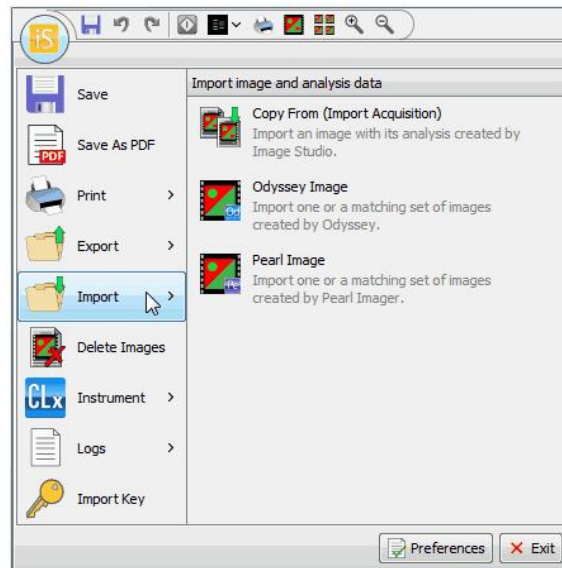 iS
Save
Save As PDF
PDF
Print
Export
Import
Delete Images
CLx
Instrument
Logs
Import Key
Import image and analysis data
Copy From (Import Acquisition)
Import an image with its analysis created by
Image Studio.
Odyssey Image
Import one or a matching set of images
created by Odyssey.
Od
Pearl Image
Import one or a matching set of images
created by Pearl Imager.
Pe
Preferences
Exit